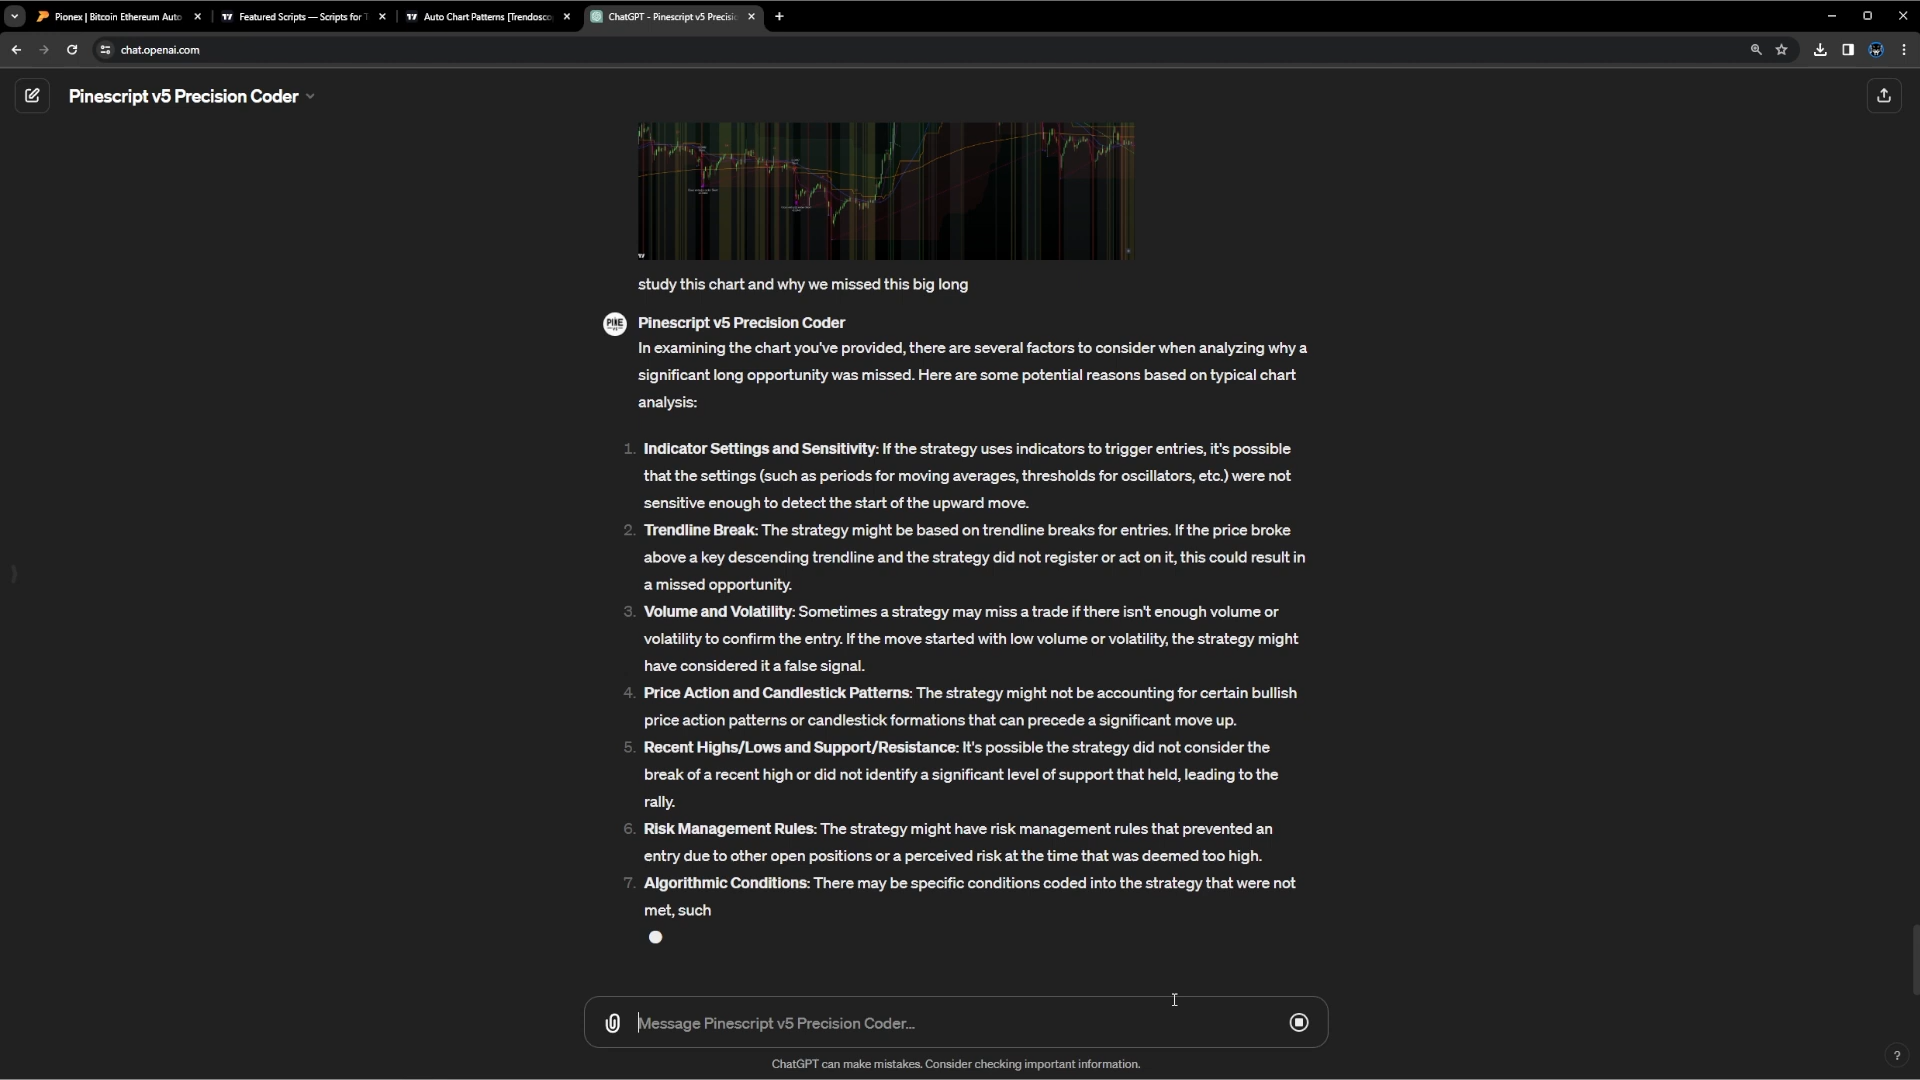 Pionex | Bitcoin Ethereum Auto
Featured Scripts — Scripts for T
Auto Chart Patterns [Trendosco
ChatGPT - Pinescript v5 Precisi
chat.openai.com
Pinescript v5 Precision Coder
study this chart and why we missed this big long
PINE
Pinescript v5 Precision Coder
In examining the chart you've provided, there are several factors to consider when analyzing why a
significant long opportunity was missed. Here are some potential reasons based on typical chart
analysis:
1. Indicator Settings and Sensitivity: If the strategy uses indicators to trigger entries, it's possible
that the settings (such as periods for moving averages, thresholds for oscillators, etc.) were not
sensitive enough to detect the start of the upward move.
2. Trendline Break: The strategy might be based on trendline breaks for entries. If the price broke
above a key descending trendline and the strategy did not register or act on it, this could result in
a missed opportunity.
3. Volume and Volatility: Sometimes a strategy may miss a trade if there isn't enough volume or
volatility to confirm the entry. If the move started with low volume or volatility, the strategy might
have considered it a false signal.
4. Price Action and Candlestick Patterns: The strategy might not be accounting for certain bullish
price action patterns or candlestick formations that can precede a significant move up.
5. Recent Highs/Lows and Support/Resistance: It's possible the strategy did not consider the
break of a recent high or did not identify a significant level of support that held, leading to the
rally.
6. Risk Management Rules: The strategy might have risk management rules that prevented an
entry due to other open positions or a perceived risk at the time that was deemed too high.
7. Algorithmic Conditions: There may be specific conditions coded into the strategy that were not
met, such
Message Pinescript v5 Precision Coder...
ChatGPT can make mistakes. Consider checking important information.
?